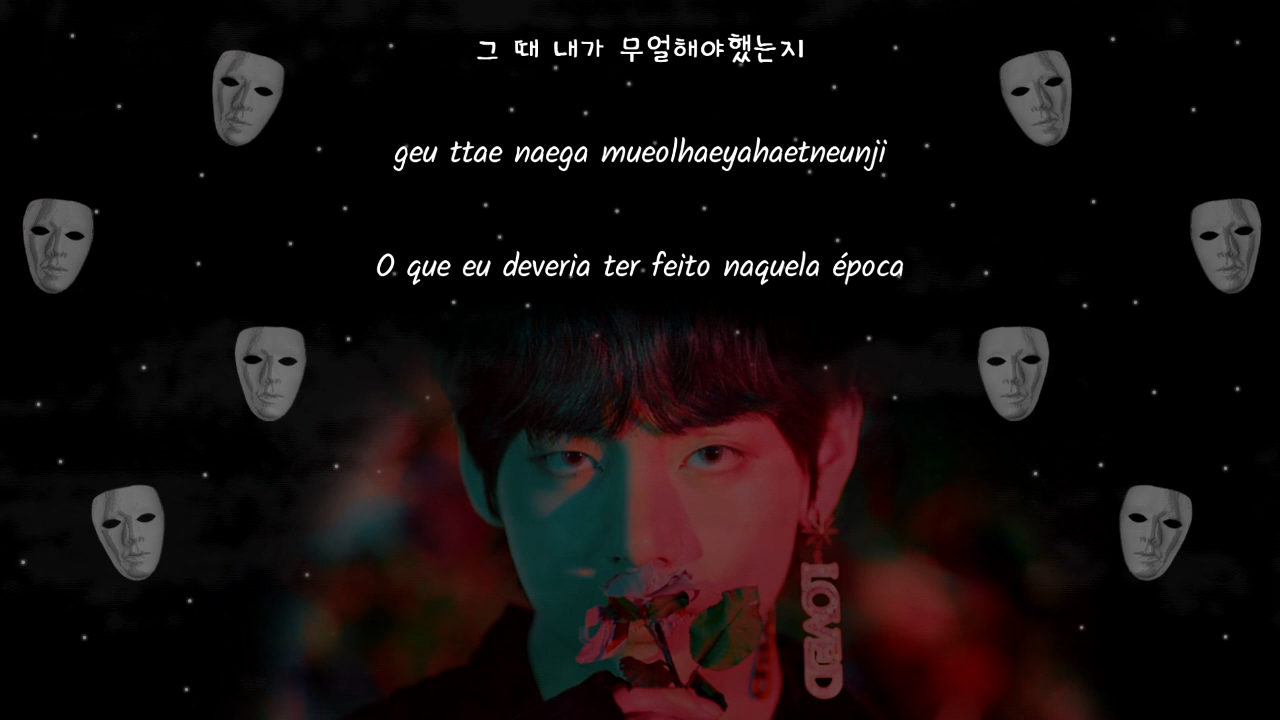 그 때 내가 무얼해야했는지
geu ttae naega mueolhaeyahaetneunji
O que eu deveria ter feito naquela época
LOVED